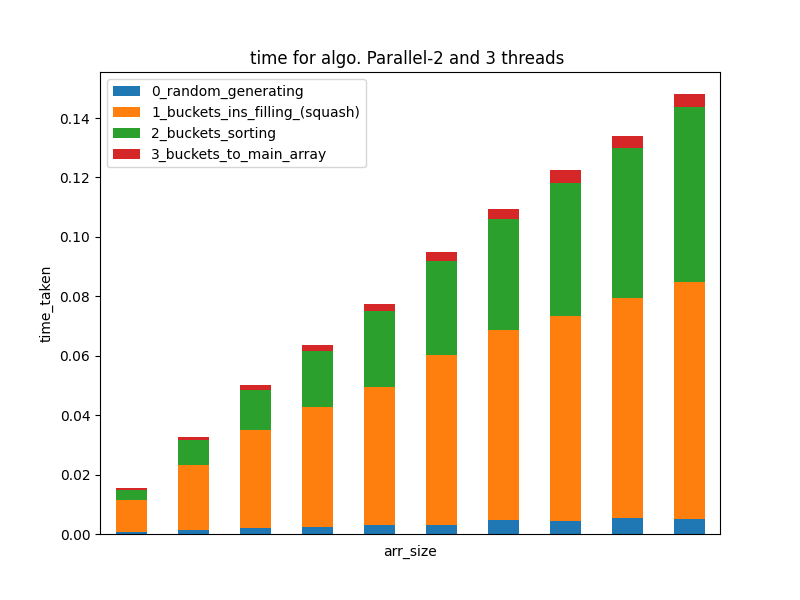 time for algo. Parallel-2 and 3 threads
0_random_generating
1_buckets_ins_filling_(squash)
2_buckets_sorting
3_buckets_to_main_array
0.14
0.12
0.10
0.08
0.06
0.04
0.02
0.00
time_taken
arr_size